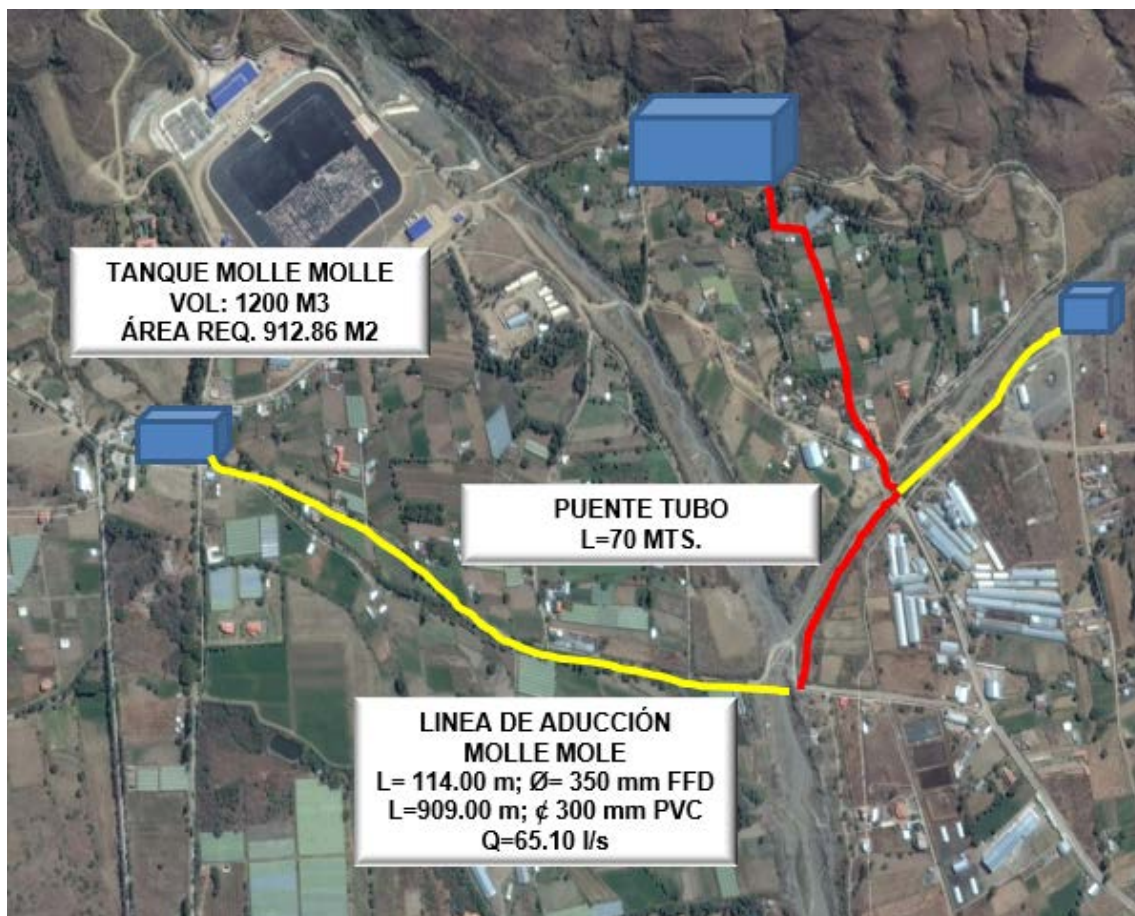 TANQUE MOLLE MOLLE
VOL: 1200 M3
ÁREA REQ. 912.86 M2
PUENTE TUBO
L=70 MTS.
LINEA DE ADUCCIÓN
MOLLE MOLE
L= 114.00 m; Ø= 350 mm FFD
L=909.00 m; ¢ 300 mm PVC
Q=65.10 l/s